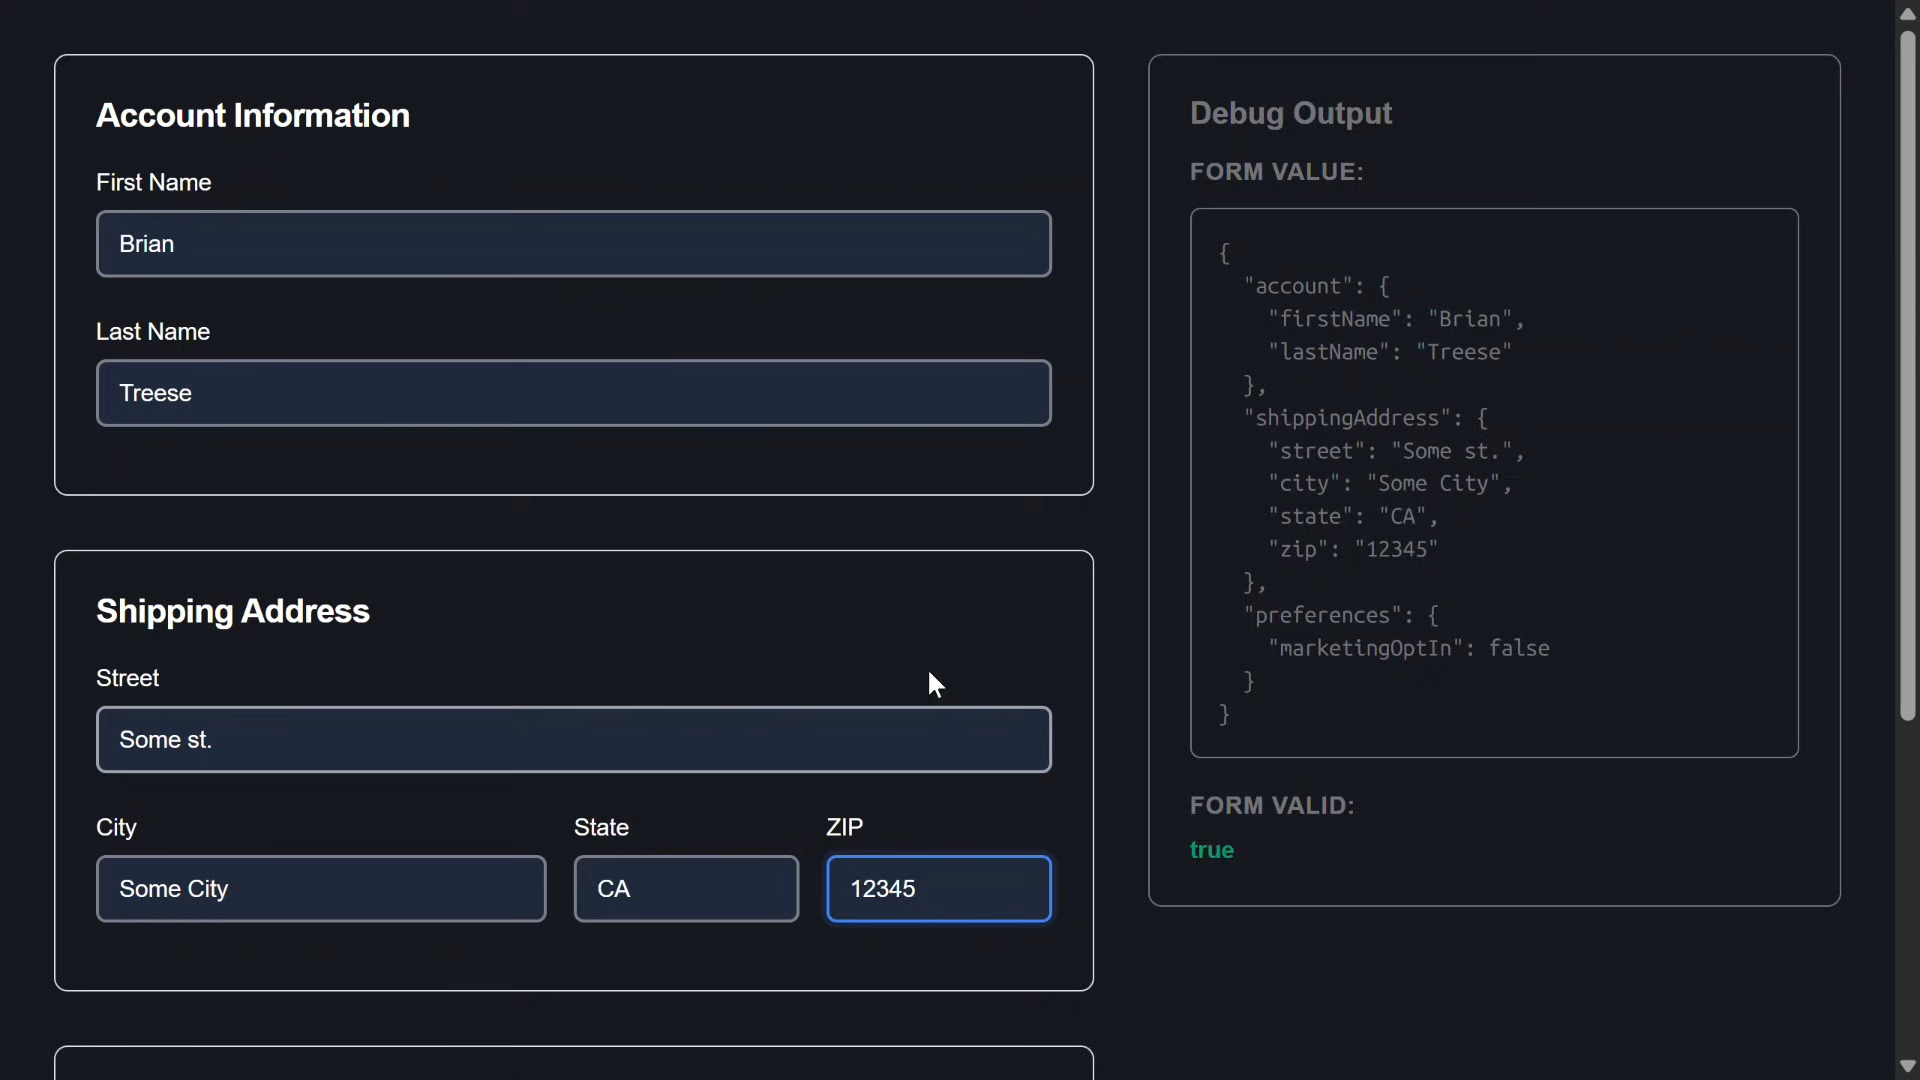 Account Information
First Name
Brian
Last Name
Treese
Shipping Address
Street
Some st.
City
State
ZIP
Some City
CA
12345
Debug Output
FORM VALUE:
{
  "account": {
    "firstName": "Brian",
    "lastName": "Treese"
  },
  "shippingAddress": {
    "street": "Some st.",
    "city": "Some City",
    "state": "CA",
    "zip": "12345"
  },
  "preferences": {
    "marketingOptIn": false
  }
}
FORM VALID:
true